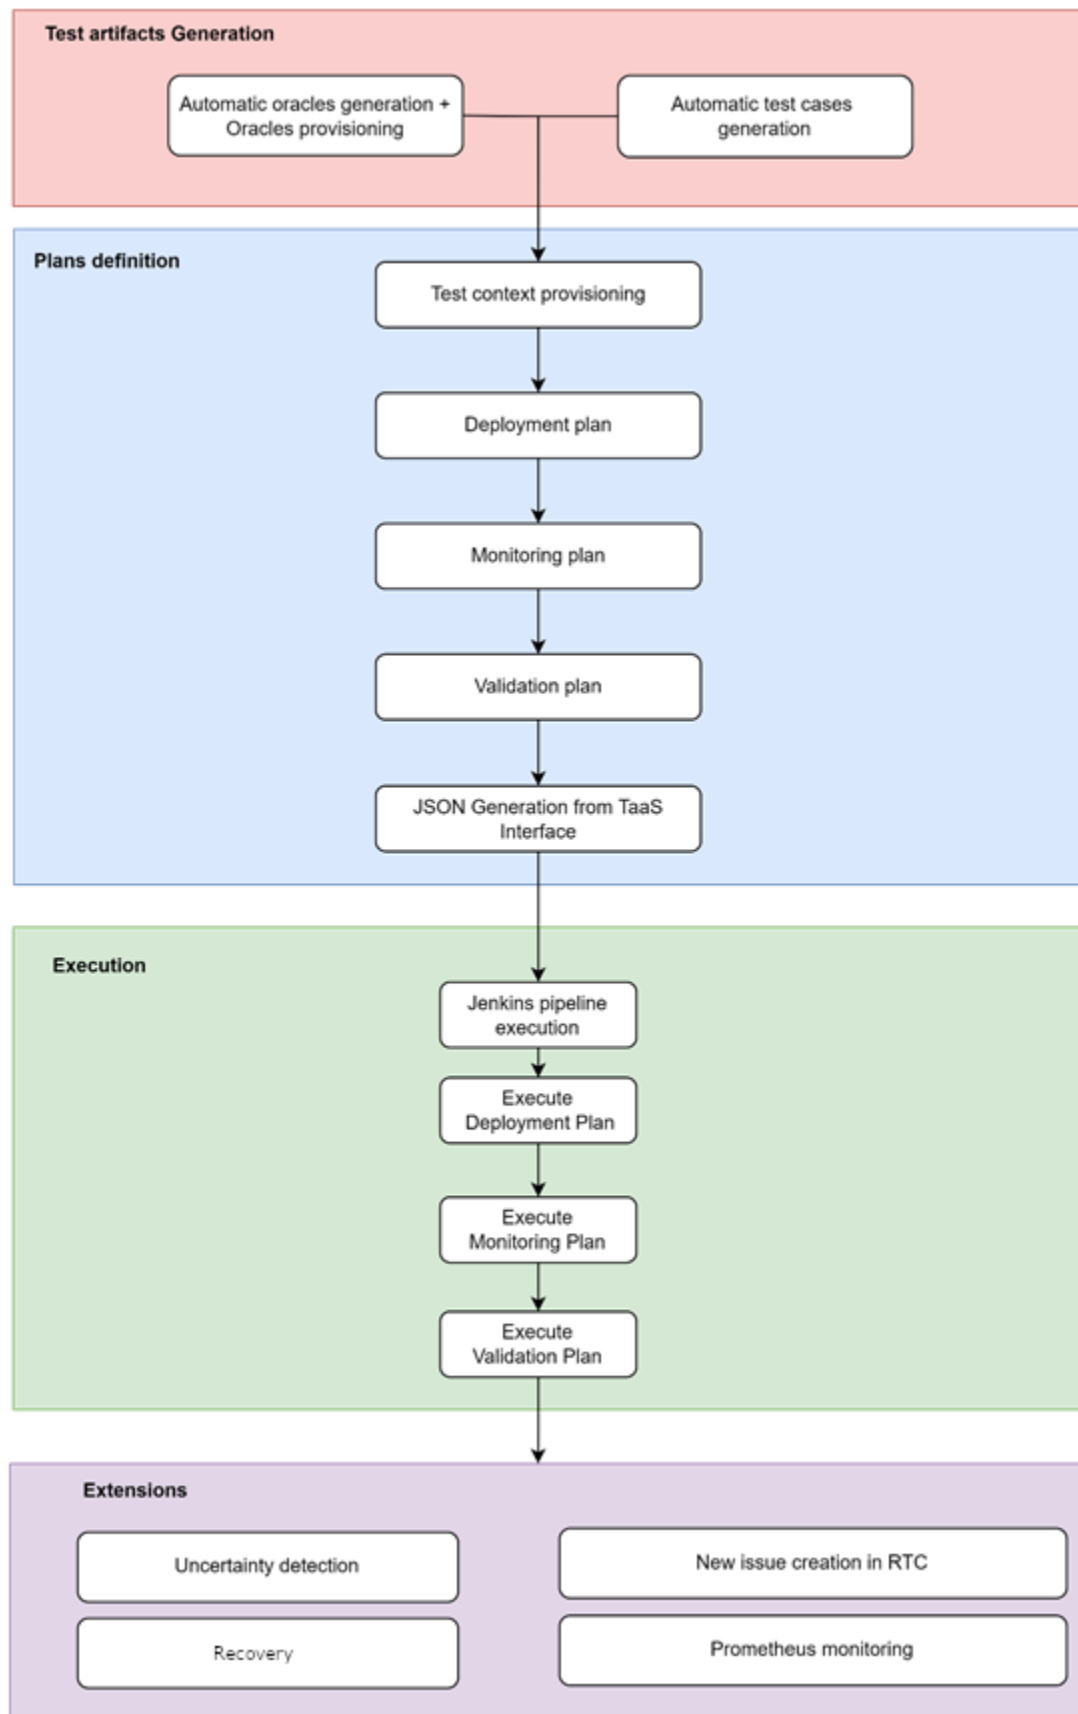 Test artifacts Generation
Automatic oracles generation +
Oracles provisioning
Automatic test cases
generation
Plans definition
Test context provisioning
Deployment plan
Monitoring plan
Validation plan
JSON Generation from TaaS
Interface
Execution
Jenkins pipeline
execution
Execute
Deployment Plan
Execute
Monitoring Plan
Execute
Validation Plan
Extensions
Uncertainty detection
New issue creation in RTC
Recovery
Prometheus monitoring